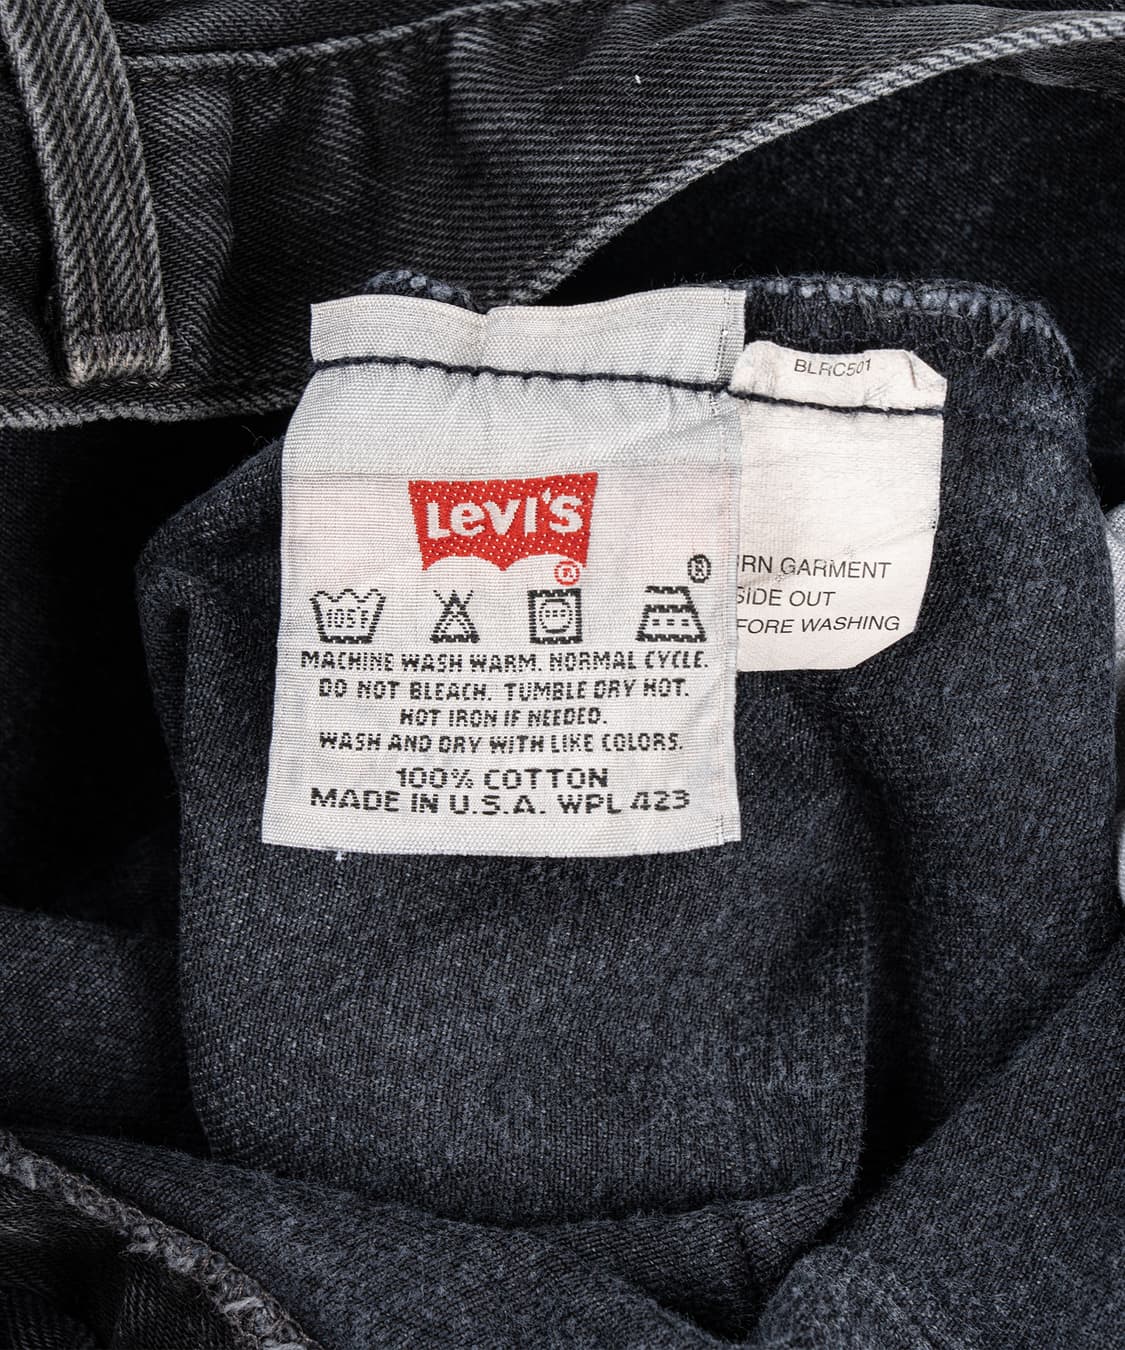 BLRC501
LEVI'S
®
®
105F
MACHINE WASH WARM. NORMAL CYCLE.
DO NOT BLEACH. TUMBLE DRY HOT.
HOT IRON IF NEEDED.
WASH AND DRY WITH LIKE COLORS.
100% COTTON
MADE IN U.S.A. WPL 423
RN GARMENT
SIDE OUT
FORE WASHING